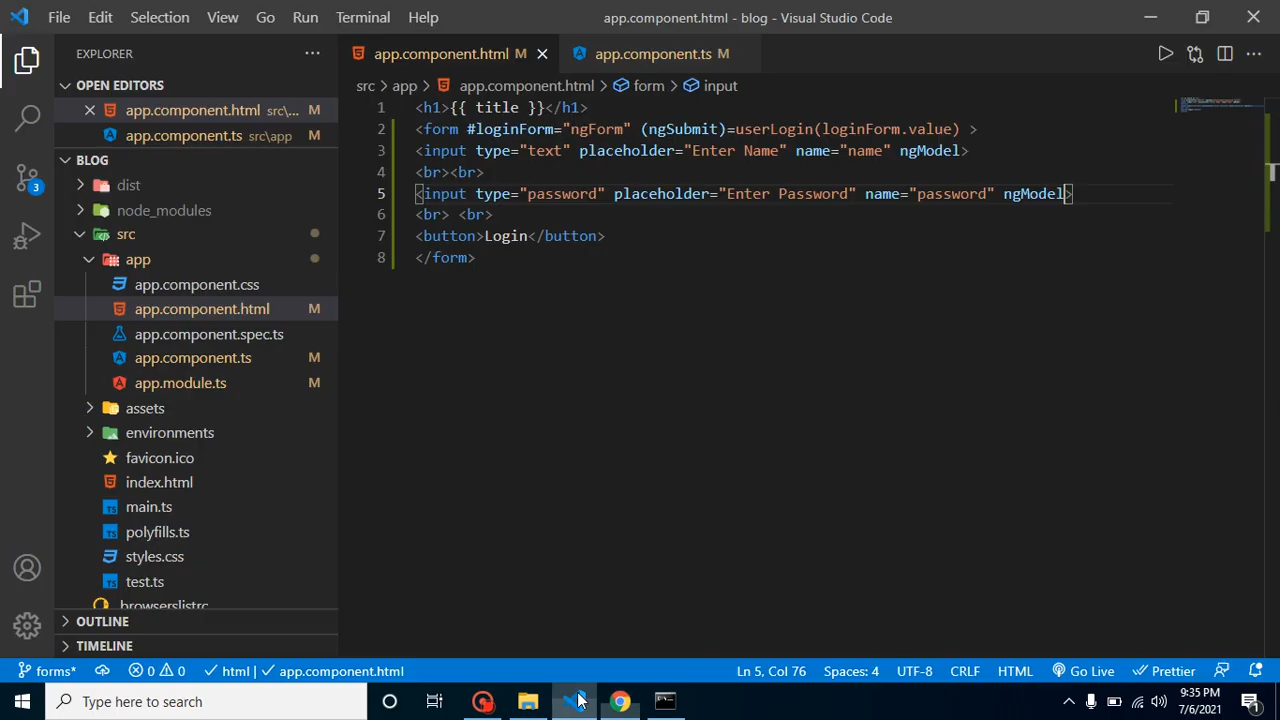 File Edit Selection View Go Run Terminal Help app.component.html - blog - Visual Studio Code
EXPLORER
app.component.html M
app.component.ts M
OPEN EDITORS
app.component.html src\... M
app.component.ts src\app M
BLOG
dist
node_modules
src
app
app.component.css
app.component.html M
app.component.spec.ts
app.component.ts M
app.module.ts M
assets
environments
favicon.ico
index.html
main.ts
polyfills.ts
styles.css
test.ts
browserslistrc
OUTLINE
TIMELINE
src app app.component.html form input
1 <h1>{{ title }}</h1>
2 <form #loginForm="ngForm" (ngSubmit)=userLogin(loginForm.value) >
3 <input type="text" placeholder="Enter Name" name="name" ngModel>
4 <br><br>
5 <input type="password" placeholder="Enter Password" name="password" ngModel>
6 <br> <br>
7 <button>Login</button>
8 </form>
3
forms* 0 0 html | app.component.html Ln 5, Col 76 Spaces: 4 UTF-8 CRLF HTML Go Live Prettier
Type here to search
9:35 PM
7/6/2021
1